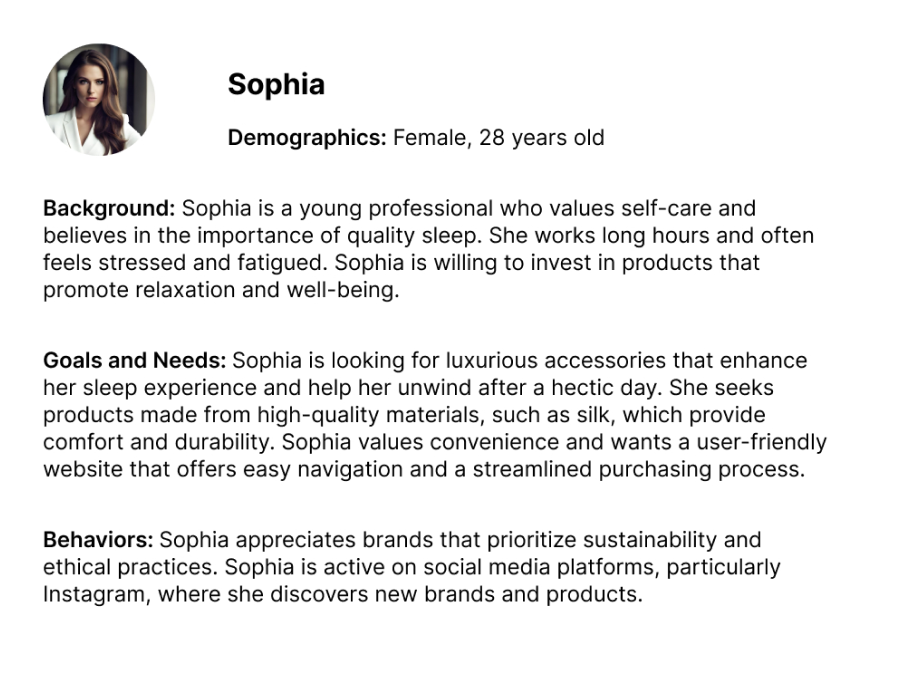 Sophia
Demographics: Female, 28 years old
Background: Sophia is a young professional who values self-care and
believes in the importance of quality sleep. She works long hours and often
feels stressed and fatigued. Sophia is willing to invest in products that
promote relaxation and well-being.
Goals and Needs: Sophia is looking for luxurious accessories that enhance
her sleep experience and help her unwind after a hectic day. She seeks
products made from high-quality materials, such as silk, which provide
comfort and durability. Sophia values convenience and wants a user-friendly
website that offers easy navigation and a streamlined purchasing process.
Behaviors: Sophia appreciates brands that prioritize sustainability and
ethical practices. Sophia is active on social media platforms, particularly
Instagram, where she discovers new brands and products.